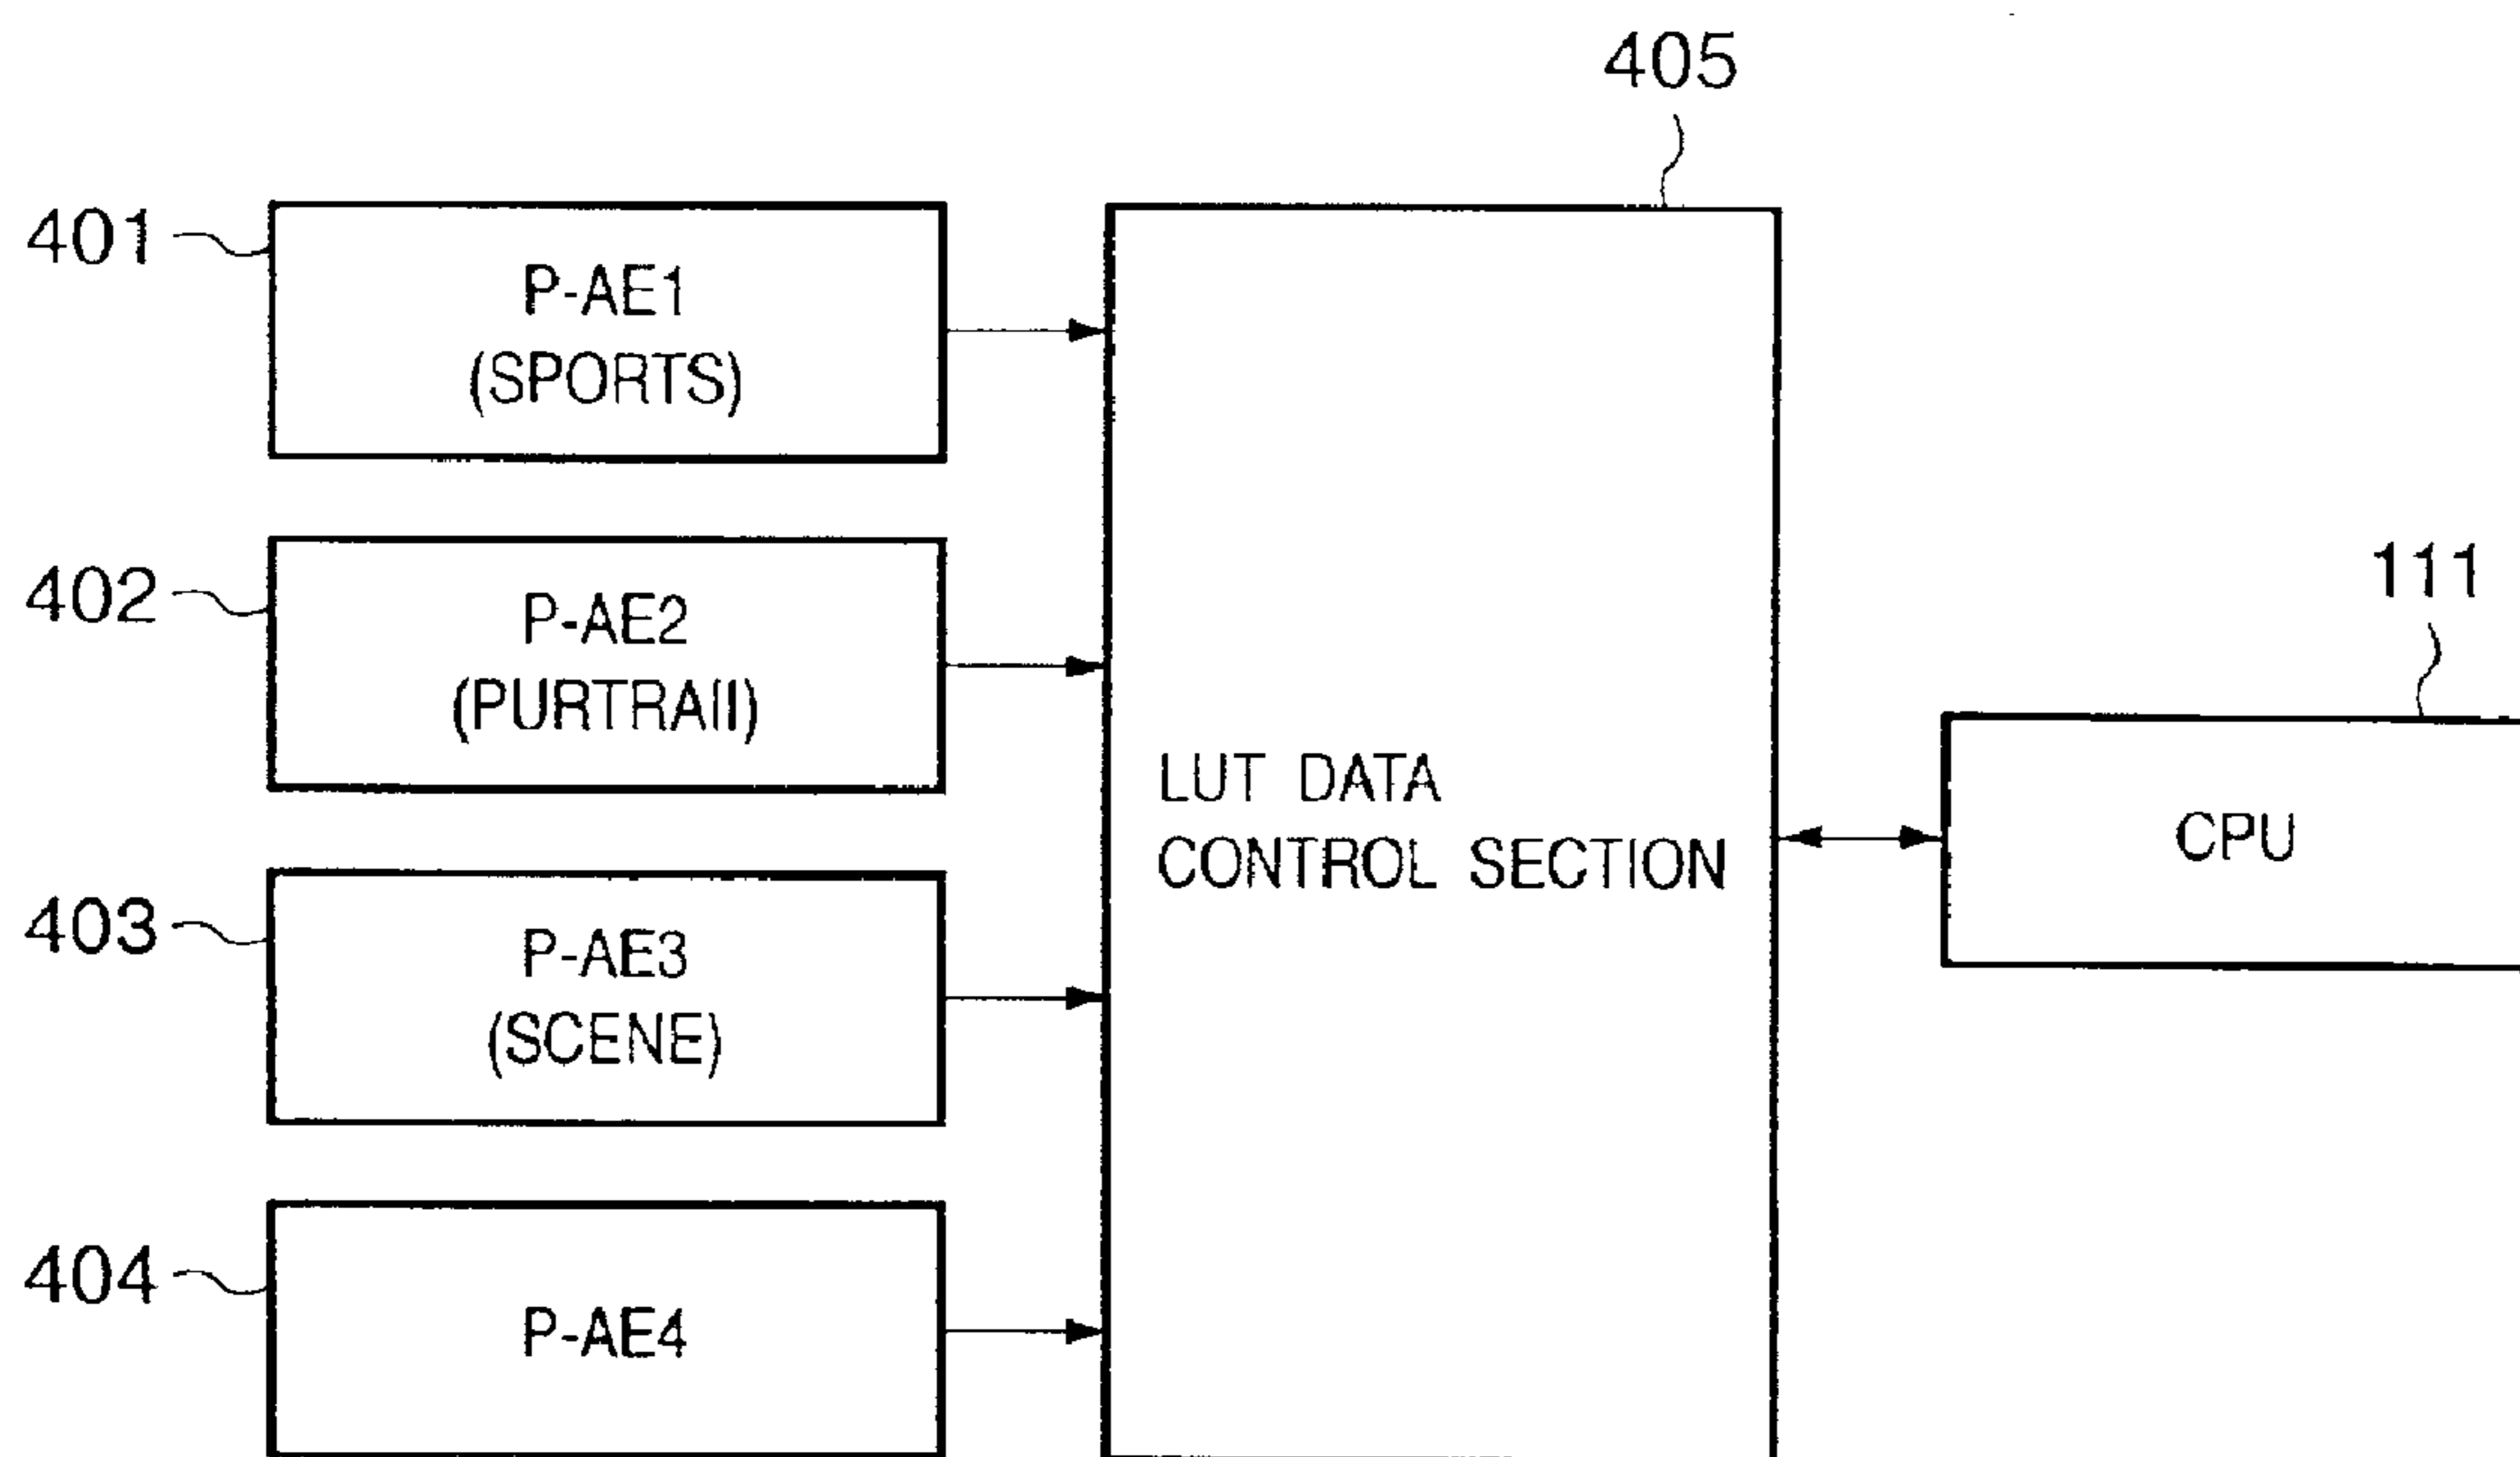 405
401
P-AE1
(SPORTS)
402
P-AE2
(PURTRAII)
111
LUT DATA
CONTROL SECTION
CPU
403
P-AE3
(SCENE)
404
P-AE4